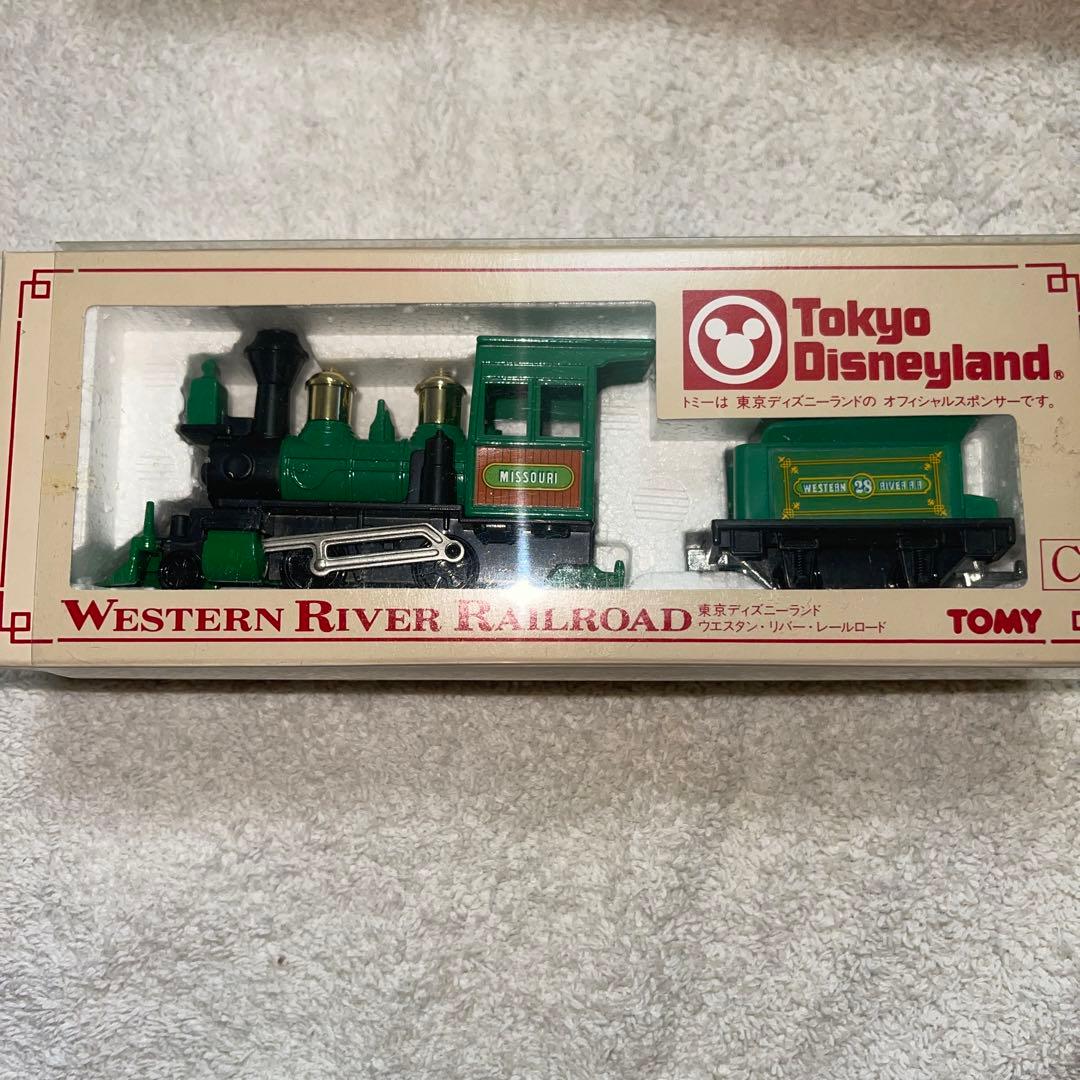 Tokyo
Disneyland®
トミーは 東京ディズニーランドの オフィシャルスポンサーです。
MISSOURI
WESTERN 28 RIVER R.R
C
WESTERN RIVER RAILROAD
東京ディズニーランド
ウエスタン・リバー・レールロード
TOMY